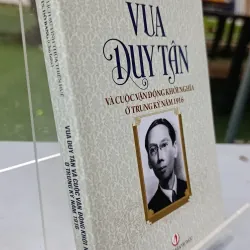 VUA
DUY TÂN
VÀ CUỘC VẬN ĐỘNG KHỞI NGHĨA
Ở TRUNG KỲ NĂM 1916
VUA DUY TÂN VÀ CUỘC VẬN ĐỘNG KHỞI
Ở TRUNG KỲ NĂM 1916